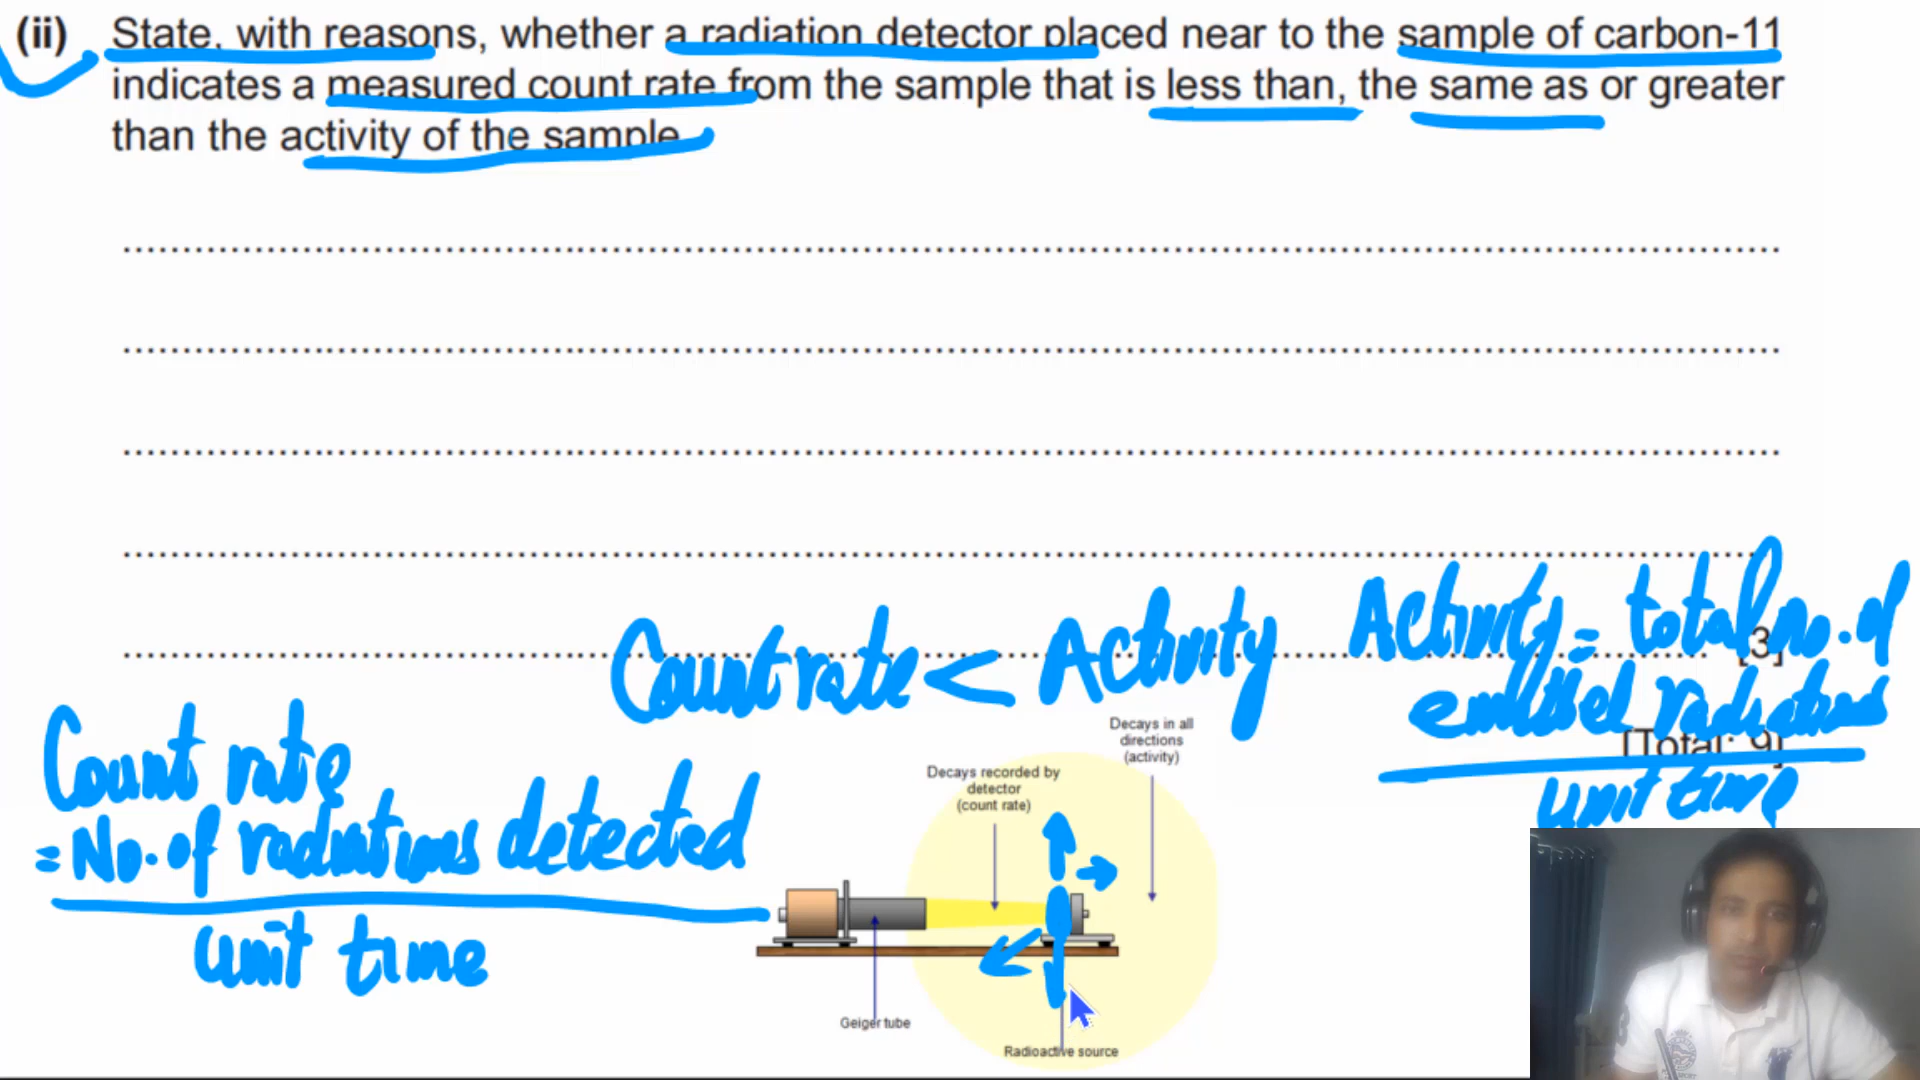 (ii) State, with reasons, whether a radiation detector placed near to the sample of carbon-11
indicates a measured count rate from the sample that is less than, the same as or greater
than the activity of the sample.
Count rate < Activity
Activity = total no. of
emitted radiations
unit time
[3]
[Total: 9]
Count rate
= No. of radiations detected
unit time
Decays in all
directions
(activity)
Decays recorded by
detector
(count rate)
Geiger tube
Radioactive source